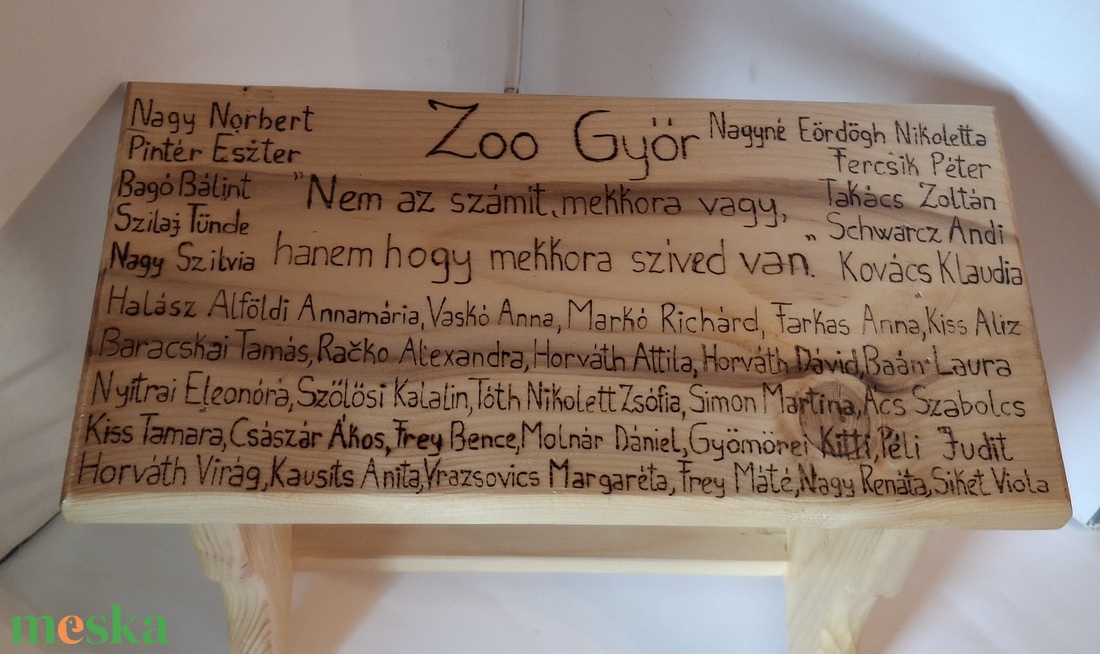 Zoo Győr
Nagy Norbert
Pintér Eszter
Bagó Bálint
Szilaj Tünde
Nagy Szilvia
"Nem az számit, mekkora vagy,
hanem hogy mekkora szived van."
Nagyné Eördögh Nikoletta
Fercsik Péter
Takács Zoltán
Schwarcz Andi
Kovács Klaudia
Halász Alföldi Annamária, Vaskó Anna, Markó Richárd, Farkas Anna, Kiss Aliz
Baracskai Tamás, Račko Alexandra, Horváth Attila, Horváth Dávid, Baán Laura
Nyitrai Eleonóra, Szőlősi Katalin, Tóth Nikolett Zsófia, Simon Martina, Ács Szabolcs
Kiss Tamara, Császár Ákos, Frey Bence, Molnár Dániel, Gyömörei Kitti, Péli Judit
Horváth Virág, Kausits Anita, Vrazsovics Margaréta, Frey Máté, Nagy Renáta, Siket Viola
meska